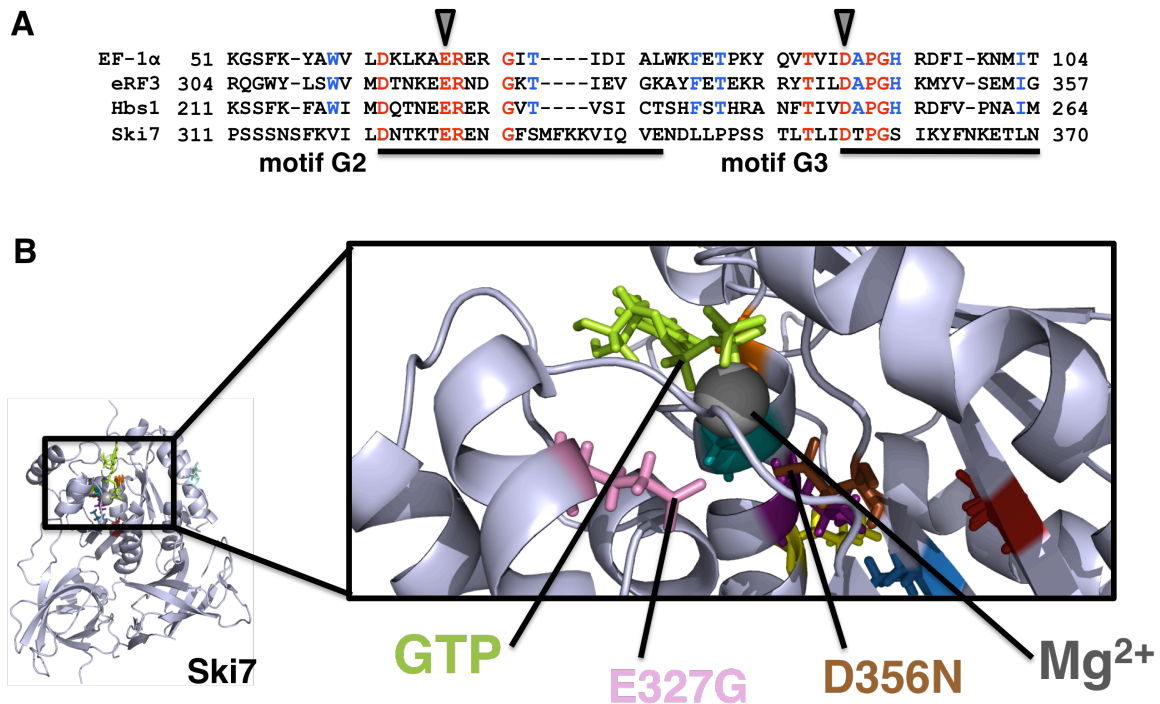 A
EF-1α 51 KGSFK-YAWV LDKLKAERER GIT----IDI ALWKFETPKY QVTVIDAPGH RDFI-KNMIT 104
eRF3 304 RQGWY-LSWV MDTNKEERND GKT----IEV GKAYFETEKR RYTILDAPGH KMYV-SEMIG 357
Hbs1 211 KSSFK-FAWI MDQTNEERER GVT----VSI CTSHFSTHRA NFTIVDAPGH RDFV-PNAIM 264
Ski7 311 PSSSNSFKVI LDNTKTEREN GFSMFKKVIQ VENDLLPPSS TLTLIDTPGS IKYFNKETLN 370
motif G2 motif G3
B
Ski7
GTP
E327G
D356N
Mg2+